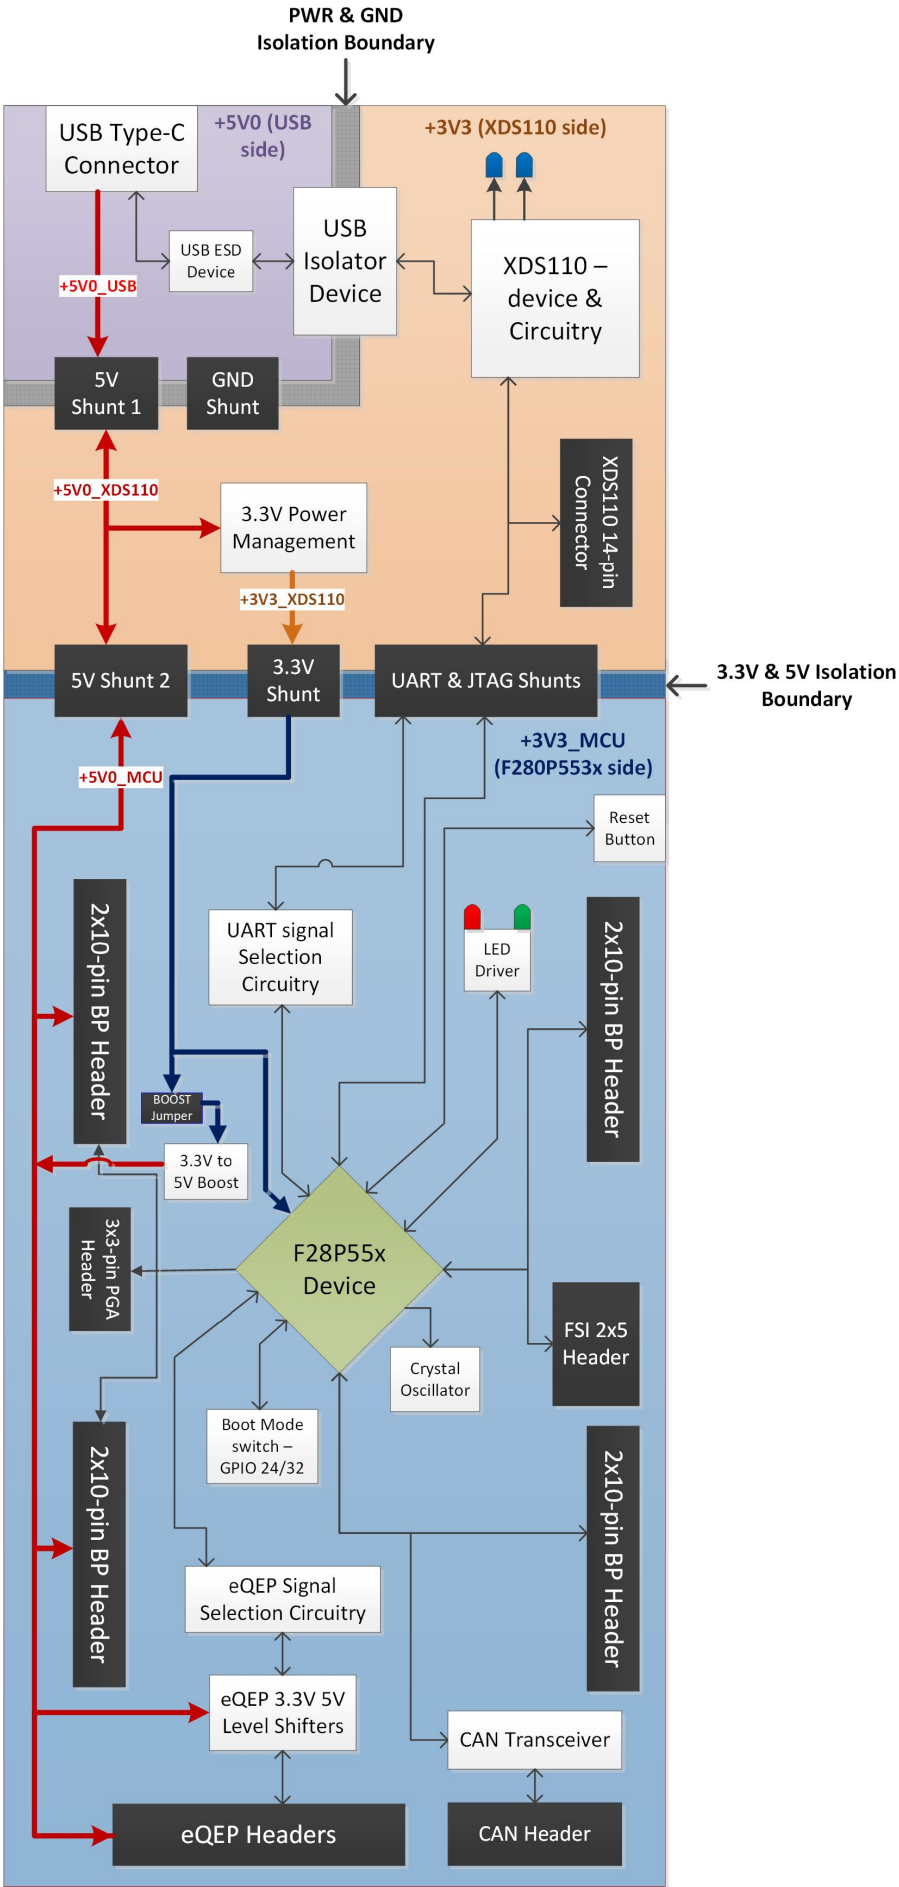 PWR & GND
Isolation Boundary
USB Type-C
Connector
+5V0 (USB
side)
+3V3 (XDS110 side)
USB ESD
Device
USB
Isolator
Device
XDS110 –
device &
Circuitry
+5V0_USB
5V
Shunt 1
GND
Shunt
XDS110 14-pin
Connector
+5V0_XDS110
3.3V Power
Management
+3V3_XDS110
5V Shunt 2
3.3V
Shunt
UART & JTAG Shunts
3.3V & 5V Isolation
Boundary
+3V3_MCU
(F280P553x side)
+5V0_MCU
Reset
Button
2x10-pin BP Header
UART signal
Selection
Circuitry
LED
Driver
2x10-pin BP Header
BOOST
Jumper
3.3V to
5V Boost
3x3-pin PGA
Header
F28P55x
Device
FSI 2x5
Header
Crystal
Oscillator
Boot Mode
switch –
GPIO 24/32
2x10-pin BP Header
2x10-pin BP Header
eQEP Signal
Selection Circuitry
eQEP 3.3V 5V
Level Shifters
CAN Transceiver
eQEP Headers
CAN Header